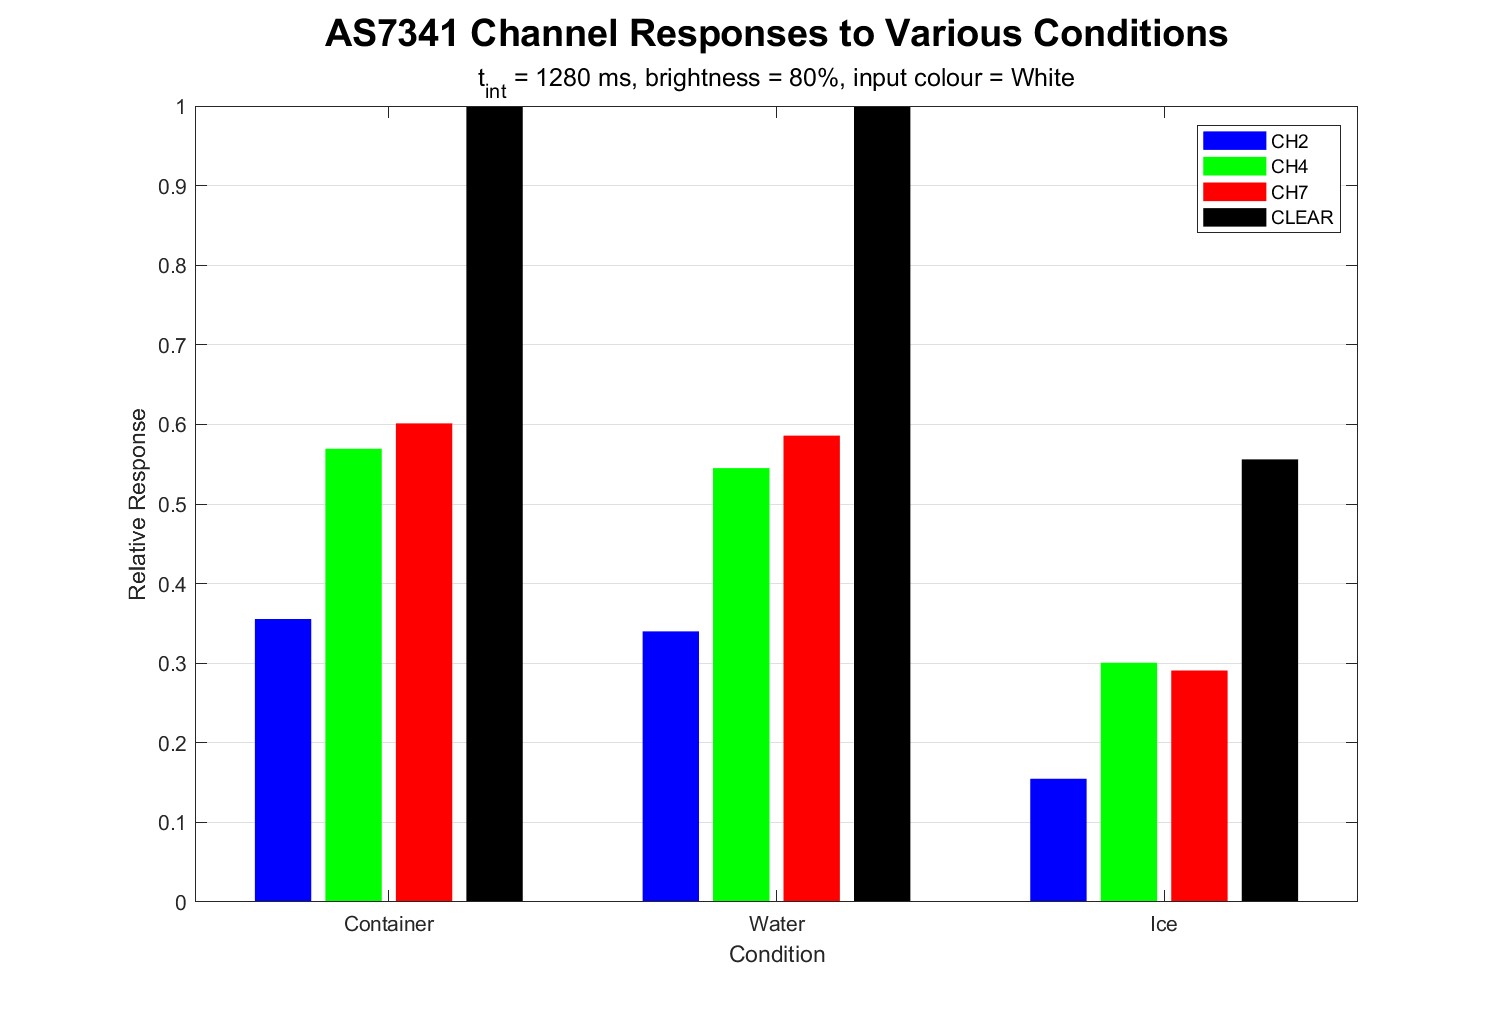 AS7341 Channel Responses to Various Conditions
t_int = 1280 ms, brightness = 80%, input colour = White
1
0.9
0.8
0.7
0.6
0.5
0.4
0.3
0.2
0.1
0
Relative Response
CH2
CH4
CH7
CLEAR
Container Water Ice
Condition